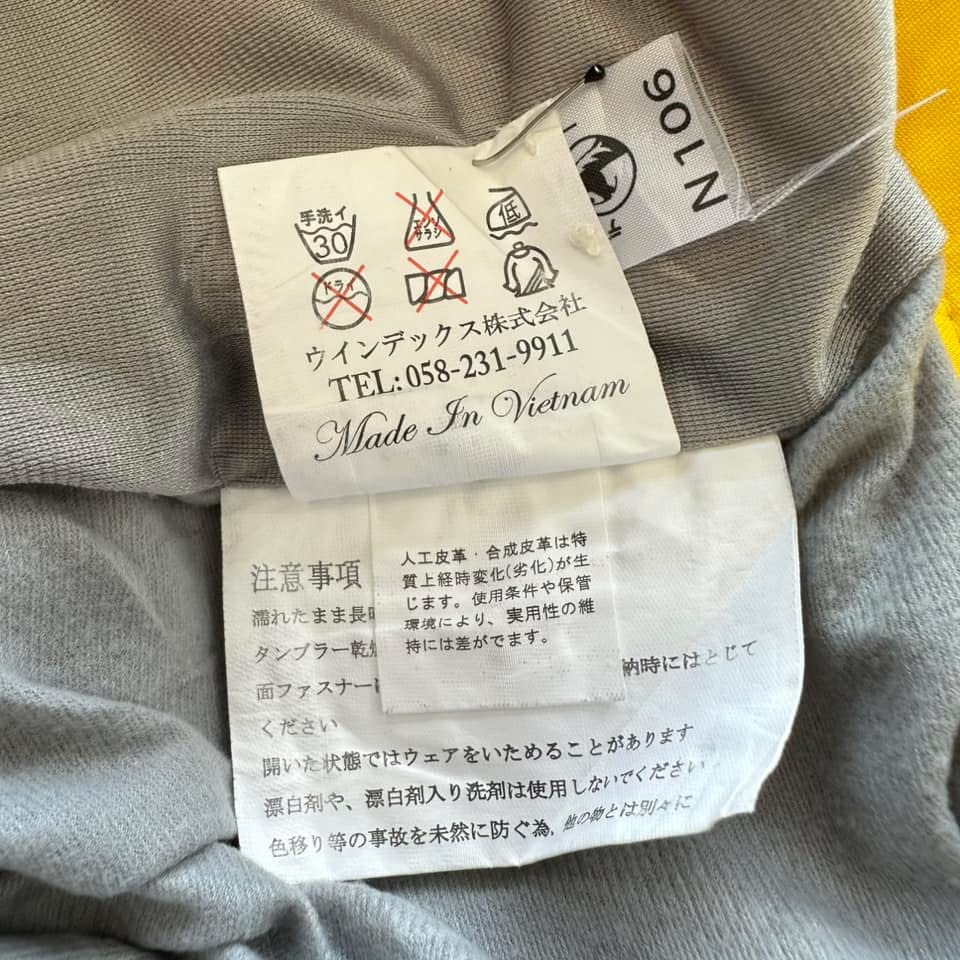 N106
手洗イ
30
エンソ
サラシ
低
ドライ
ウインデックス株式会社
TEL: 058-231-9911
Made In Vietnam
人工皮革・合成皮革は特
質上経時変化(劣化)が生
じます。使用条件や保管
環境により、実用性の維
持には差がでます。
注意事項
濡れたまま長時
タンブラー乾燥
面ファスナーは 納時にはとじて
ください
開いた状態ではウェアをいためることがあります
漂白剤や、漂白剤入り洗剤は使用しないでください
色移り等の事故を未然に防ぐ為、他の物とは別々に